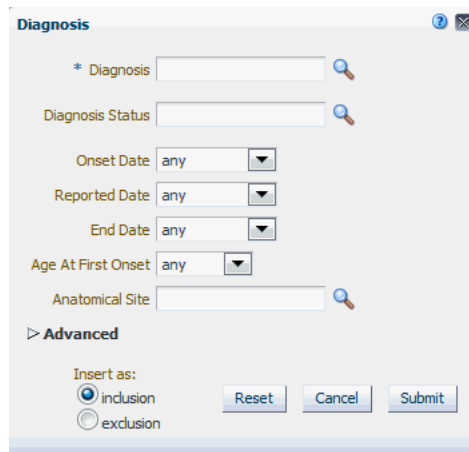 Diagnosis
* Diagnosis
Diagnosis Status
Onset Date any
Reported Date any
End Date any
Age At First Onset any
Anatomical Site
Advanced
Insert as:
inclusion Reset Cancel Submit
exclusion